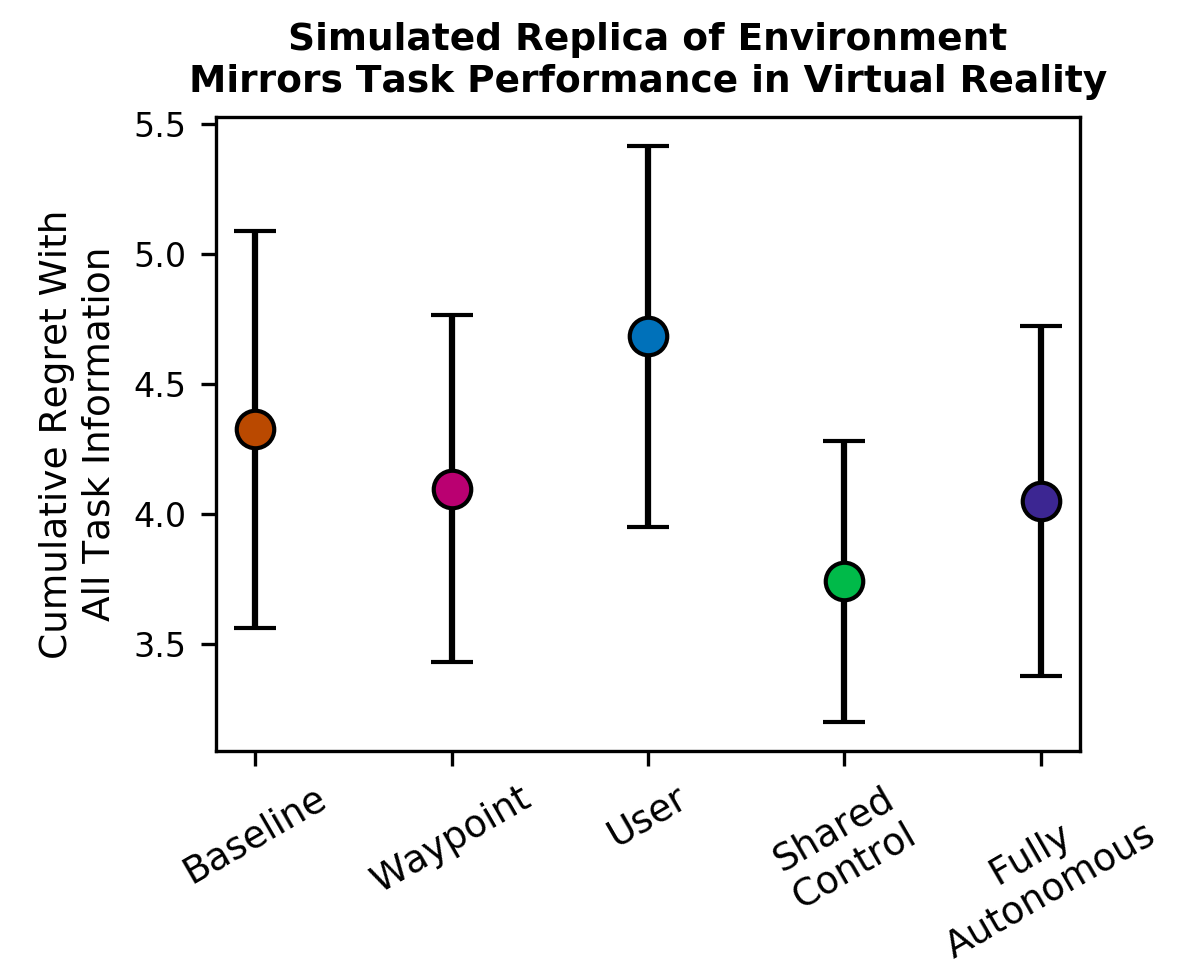 Simulated Replica of Environment
Mirrors Task Performance in Virtual Reality
Cumulative Regret With
All Task Information
5.5
5.0
4.5
4.0
3.5
Baseline
Waypoint
User
Shared
Control
Fully
Autonomous